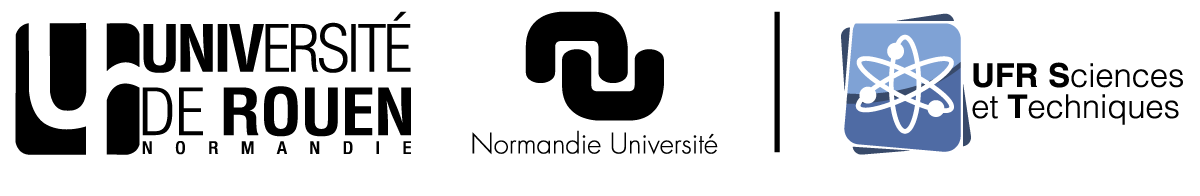 UNIVERSITÉ
DE ROUEN
NORMANDIE
Normandie Université
UFR Sciences
et Techniques